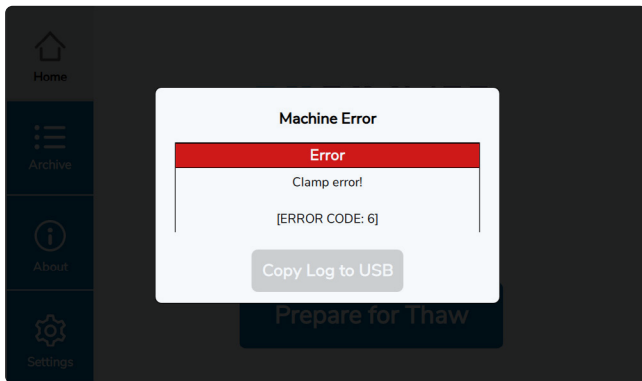 Home
Archive
About
Settings
Machine Error
Error
Clamp error!
[ERROR CODE: 6]
Copy Log to USB
Prepare for Thaw